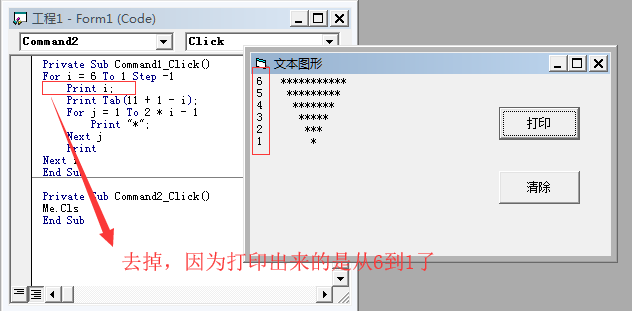 工程1 - Form1 (Code)
Command2 Click
Private Sub Command1_Click()
For i = 6 To 1 Step -1
Print i;
Print Tab(11 + 1 - i);
For j = 1 To 2 * i - 1
Print "*";
Next j
Print
Next
End Sub
Private Sub Command2_Click()
Me.Cls
End Sub
文本图形
6 ***********
5 *********
4 *******
3 *****
2 ***
1 *
打印
清除
去掉，因为打印出来的是从6到1了